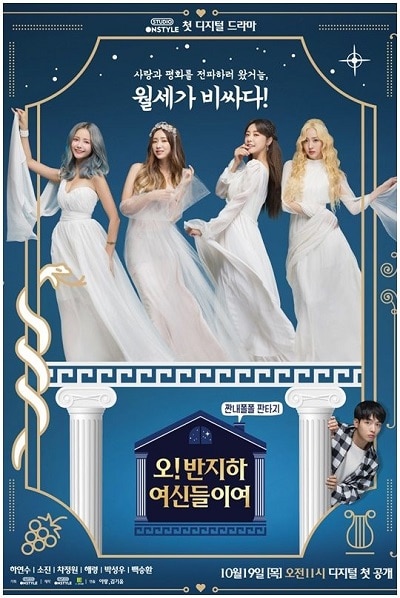 STUDIO
ONSTYLE 첫 디지털 드라마
사랑과 평화를 전파하러 왔거늘,
월세가 비싸다!
짠내폴폴 판타지
오! 반지하
여신들이여
하연수 | 소진 | 차정원 | 해령 | 박성우 | 백승환
10월19일 [목] 오전11시 디지털 첫 공개